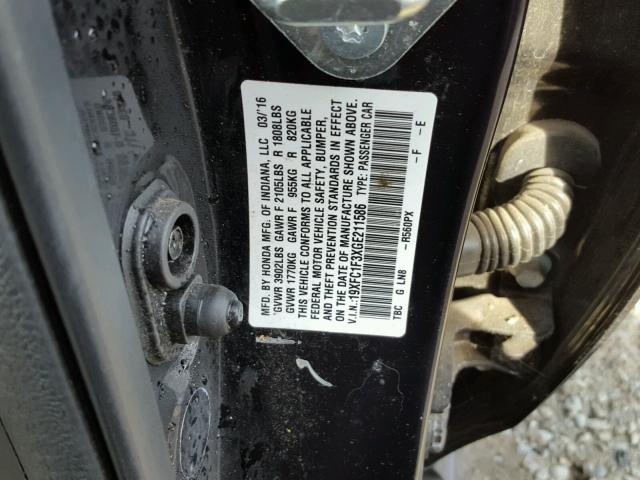 MFD. BY HONDA MFG. OF INDIANA, LLC 03/'16
GVWR 3902LBS GAWR F 2105LBS R 1808LBS
GVWR 1770KG GAWR F 955KG R 820KG
THIS VEHICLE CONFORMS TO ALL APPLICABLE
FEDERAL MOTOR VEHICLE SAFETY, BUMPER,
AND THEFT PREVENTION STANDARDS IN EFFECT
ON THE DATE OF MANUFACTURE SHOWN ABOVE.
V.I.N.:19XFC1F3XGE211586 TYPE: PASSENGER CAR
TBC G LN8 -R560PX -F -E